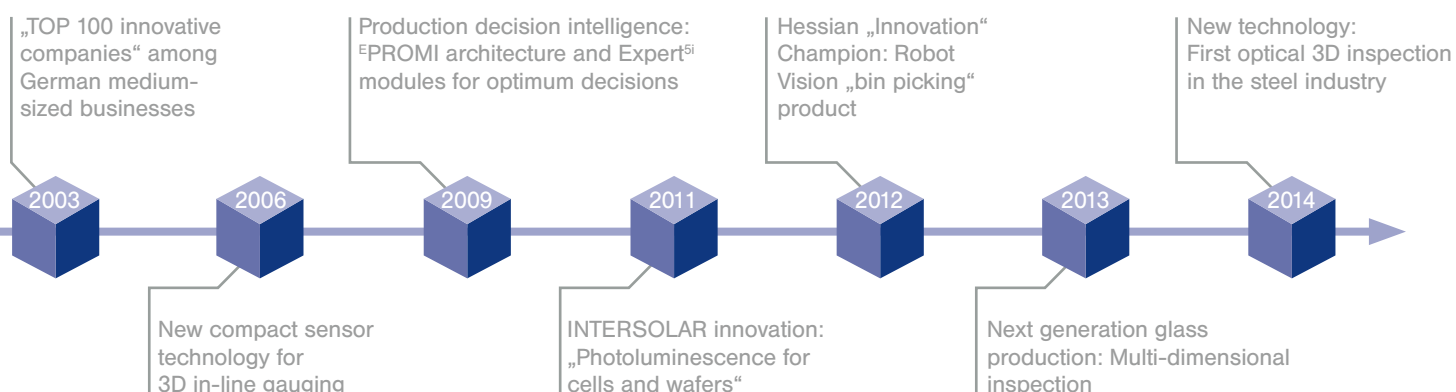 „TOP 100 innovative
companies“ among
German medium-
sized businesses
Production decision intelligence:
EPROMI architecture and Expert5i
modules for optimum decisions
Hessian „Innovation“
Champion: Robot
Vision „bin picking“
product
New technology:
First optical 3D inspection
in the steel industry
2003
2006
2009
2011
2012
2013
2014
New compact sensor
technology for
3D in-line gauging
INTERSOLAR innovation:
„Photoluminescence for
cells and wafers“
Next generation glass
production: Multi-dimensional
inspection